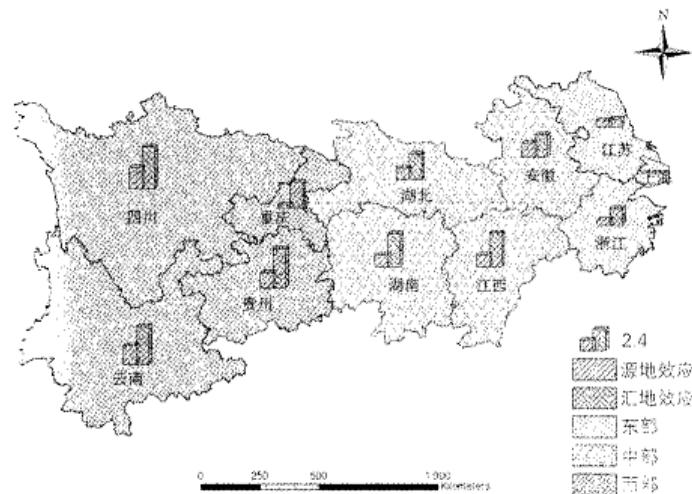 N
江苏
安徽
湖北
四川
重庆
浙江
湖南
江西
贵州
云南
2.4
源地效应
汇地效应
东部
中部
西部
0 250 500 1,000
Kilometers